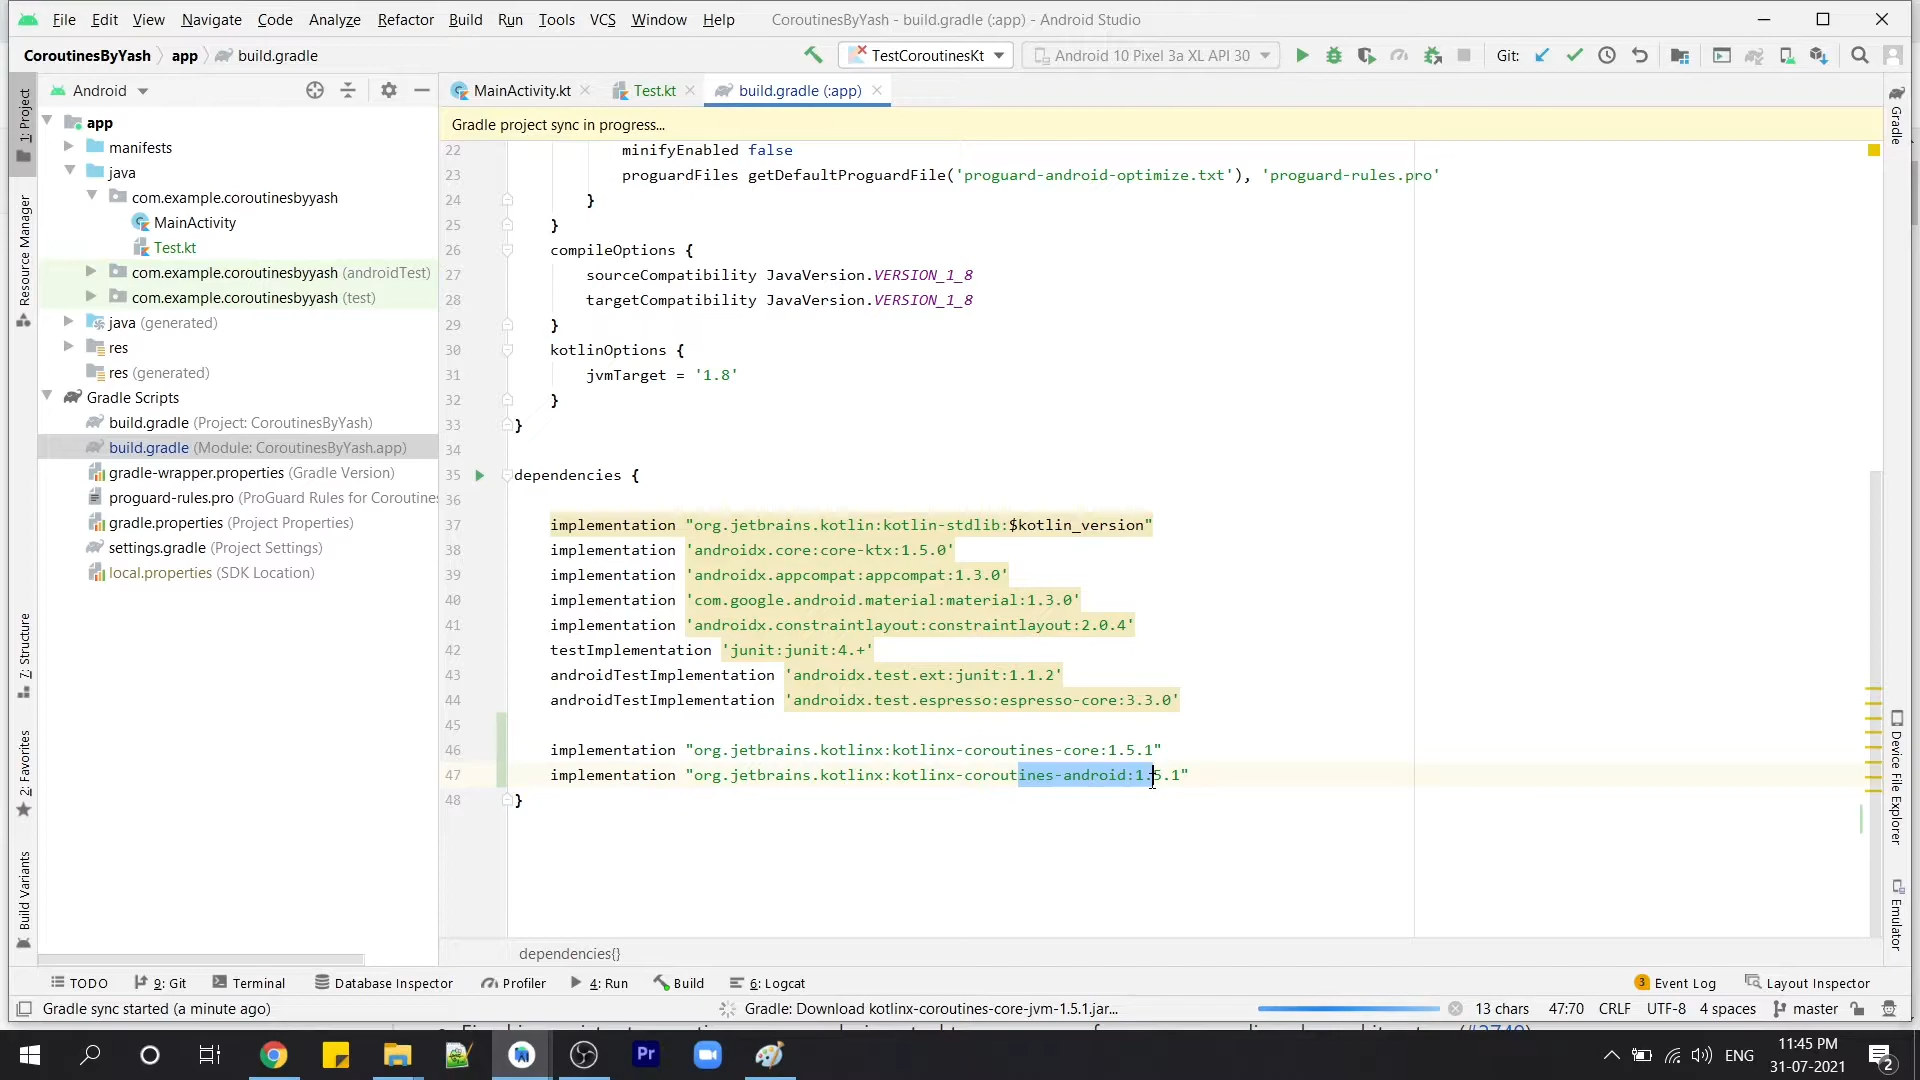 File Edit View Navigate Code Analyze Refactor Build Run Tools VCS Window Help CoroutinesByYash - build.gradle (:app) - Android Studio
CoroutinesByYash app build.gradle TestCoroutinesKt Android 10 Pixel 3a XL API 30 Git:
Android MainActivity.kt Test.kt build.gradle (:app)
1: Project
Resource Manager
7: Structure
2: Favorites
Build Variants
app
manifests
java
com.example.coroutinesbyyash
MainActivity
Test.kt
com.example.coroutinesbyyash (androidTest)
com.example.coroutinesbyyash (test)
java (generated)
res
res (generated)
Gradle Scripts
build.gradle (Project: CoroutinesByYash)
build.gradle (Module: CoroutinesByYash.app)
gradle-wrapper.properties (Gradle Version)
proguard-rules.pro (ProGuard Rules for Coroutine
gradle.properties (Project Properties)
settings.gradle (Project Settings)
local.properties (SDK Location)
Gradle project sync in progress...
22 minifyEnabled false
23 proguardFiles getDefaultProguardFile('proguard-android-optimize.txt'), 'proguard-rules.pro'
24 }
25 }
26 compileOptions {
27 sourceCompatibility JavaVersion.VERSION_1_8
28 targetCompatibility JavaVersion.VERSION_1_8
29 }
30 kotlinOptions {
31 jvmTarget = '1.8'
32 }
33 }
34
35 dependencies {
36
37 implementation "org.jetbrains.kotlin:kotlin-stdlib:$kotlin_version"
38 implementation 'androidx.core:core-ktx:1.5.0'
39 implementation 'androidx.appcompat:appcompat:1.3.0'
40 implementation 'com.google.android.material:material:1.3.0'
41 implementation 'androidx.constraintlayout:constraintlayout:2.0.4'
42 testImplementation 'junit:junit:4.+'
43 androidTestImplementation 'androidx.test.ext:junit:1.1.2'
44 androidTestImplementation 'androidx.test.espresso:espresso-core:3.3.0'
45
46 implementation "org.jetbrains.kotlinx:kotlinx-coroutines-core:1.5.1"
47 implementation "org.jetbrains.kotlinx:kotlinx-coroutines-android:1.5.1"
48 }
dependencies{}
Gradle
Device File Explorer
Emulator
TODO 9: Git Terminal Database Inspector Profiler 4: Run Build 6: Logcat 3 Event Log Layout Inspector
Gradle sync started (a minute ago) Gradle: Download kotlinx-coroutines-core-jvm-1.5.1.jar... 13 chars 47:70 CRLF UTF-8 4 spaces master
Pr ENG 11:45 PM
31-07-2021 2